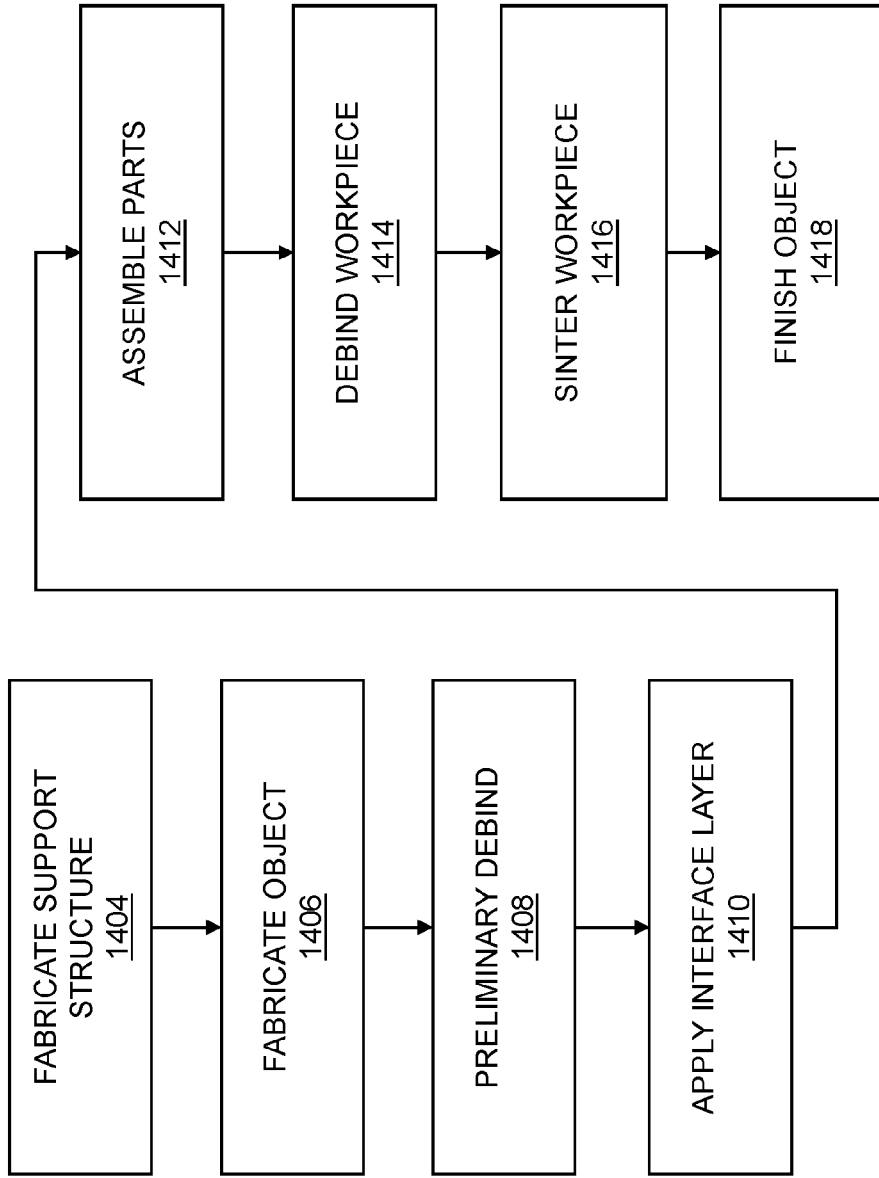 FABRICATE SUPPORT
STRUCTURE
1404
FABRICATE OBJECT
1406
PRELIMINARY DEBIND
1408
APPLY INTERFACE LAYER
1410
ASSEMBLE PARTS
1412
DEBIND WORKPIECE
1414
SINTER WORKPIECE
1416
FINISH OBJECT
1418